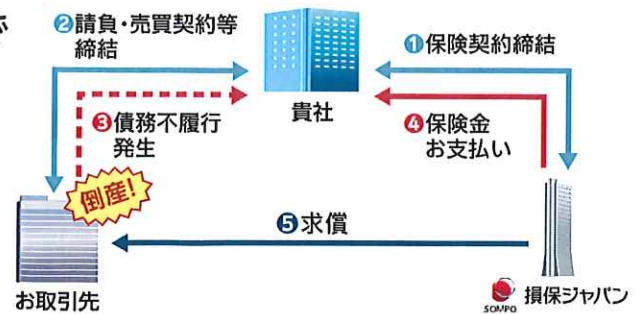 ❷請負・売買契約等
締結
❶保険契約締結
貴社
❸債務不履行
発生
❹保険金
お支払い
倒産!
❺求償
お取引先
SOMPO
損保ジャパン